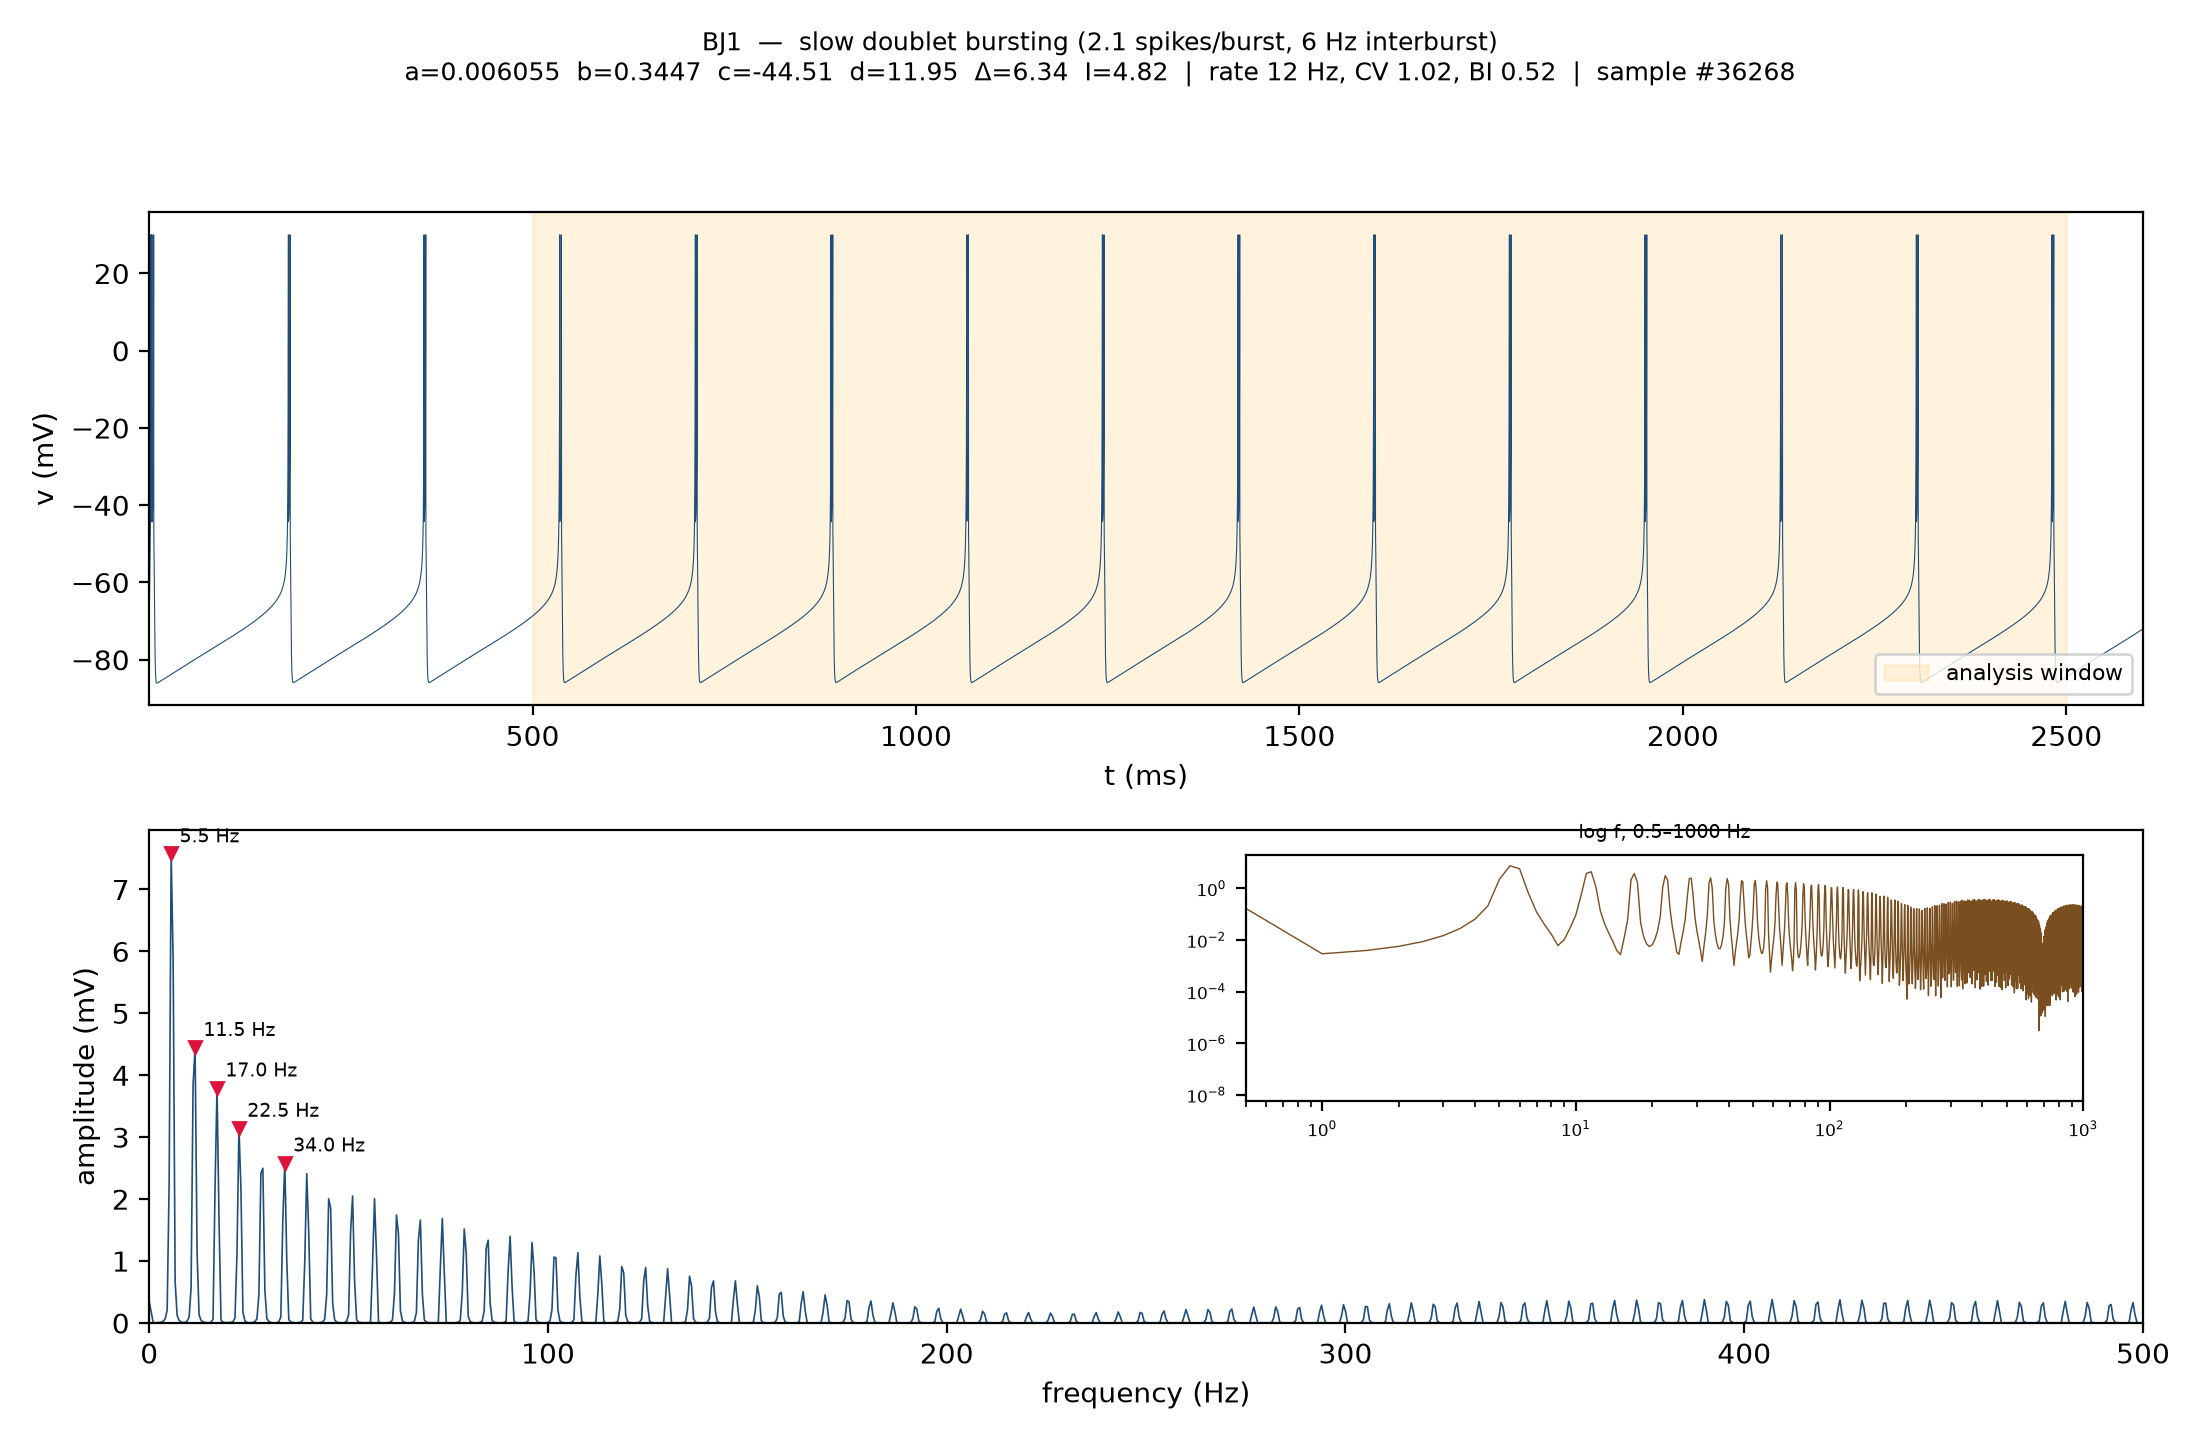 BJ1 — slow doublet bursting (2.1 spikes/burst, 6 Hz interburst)
a=0.006055 b=0.3447 c=-44.51 d=11.95 Δ=6.34 I=4.82 | rate 12 Hz, CV 1.02, BI 0.52 | sample #36268
20
0
−20
−40
−60
−80
v (mV)
analysis window
500
1000
1500
2000
2500
t (ms)
5.5 Hz
11.5 Hz
17.0 Hz
22.5 Hz
34.0 Hz
7
6
5
4
3
2
1
0
amplitude (mV)
log f, 0.5–1000 Hz
10⁰
10⁻²
10⁻⁴
10⁻⁶
10⁻⁸
10⁰
10¹
10²
10³
0
100
200
300
400
500
frequency (Hz)